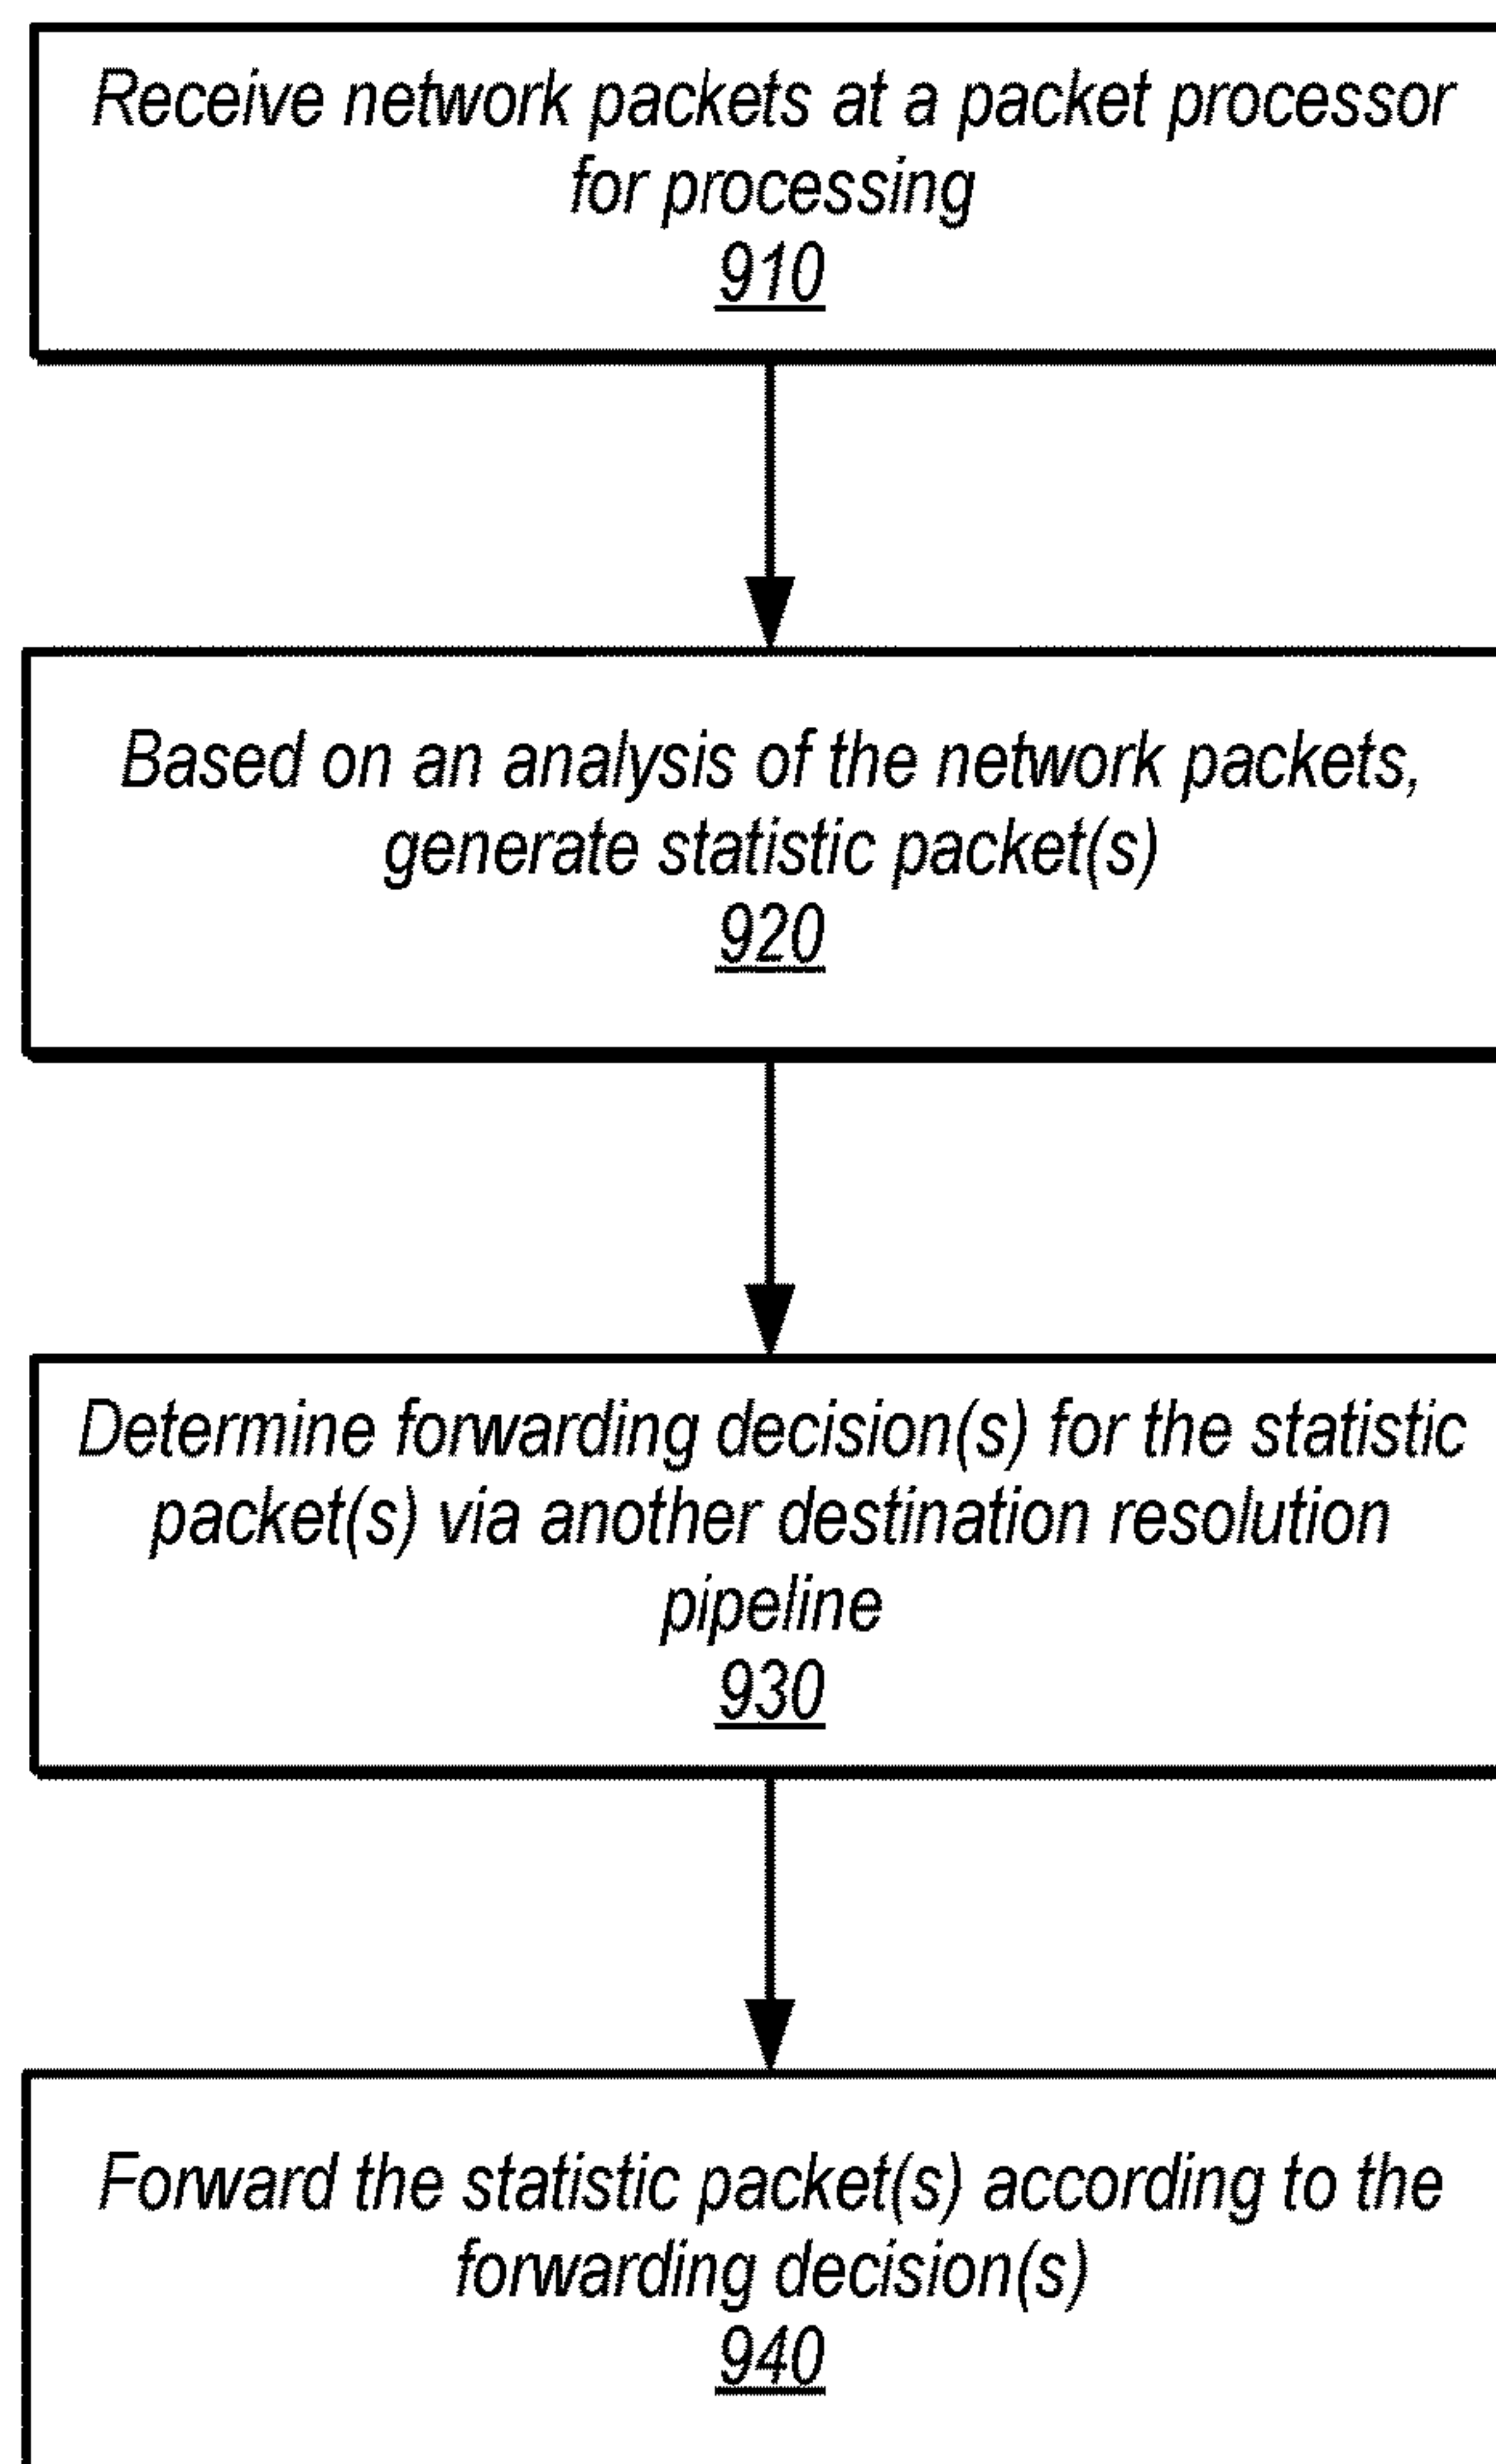 Receive network packets at a packet processor
for processing
910
Based on an analysis of the network packets,
generate statistic packet(s)
920
Determine forwarding decision(s) for the statistic
packet(s) via another destination resolution
pipeline
930
Forward the statistic packet(s) according to the
forwarding decision(s)
940